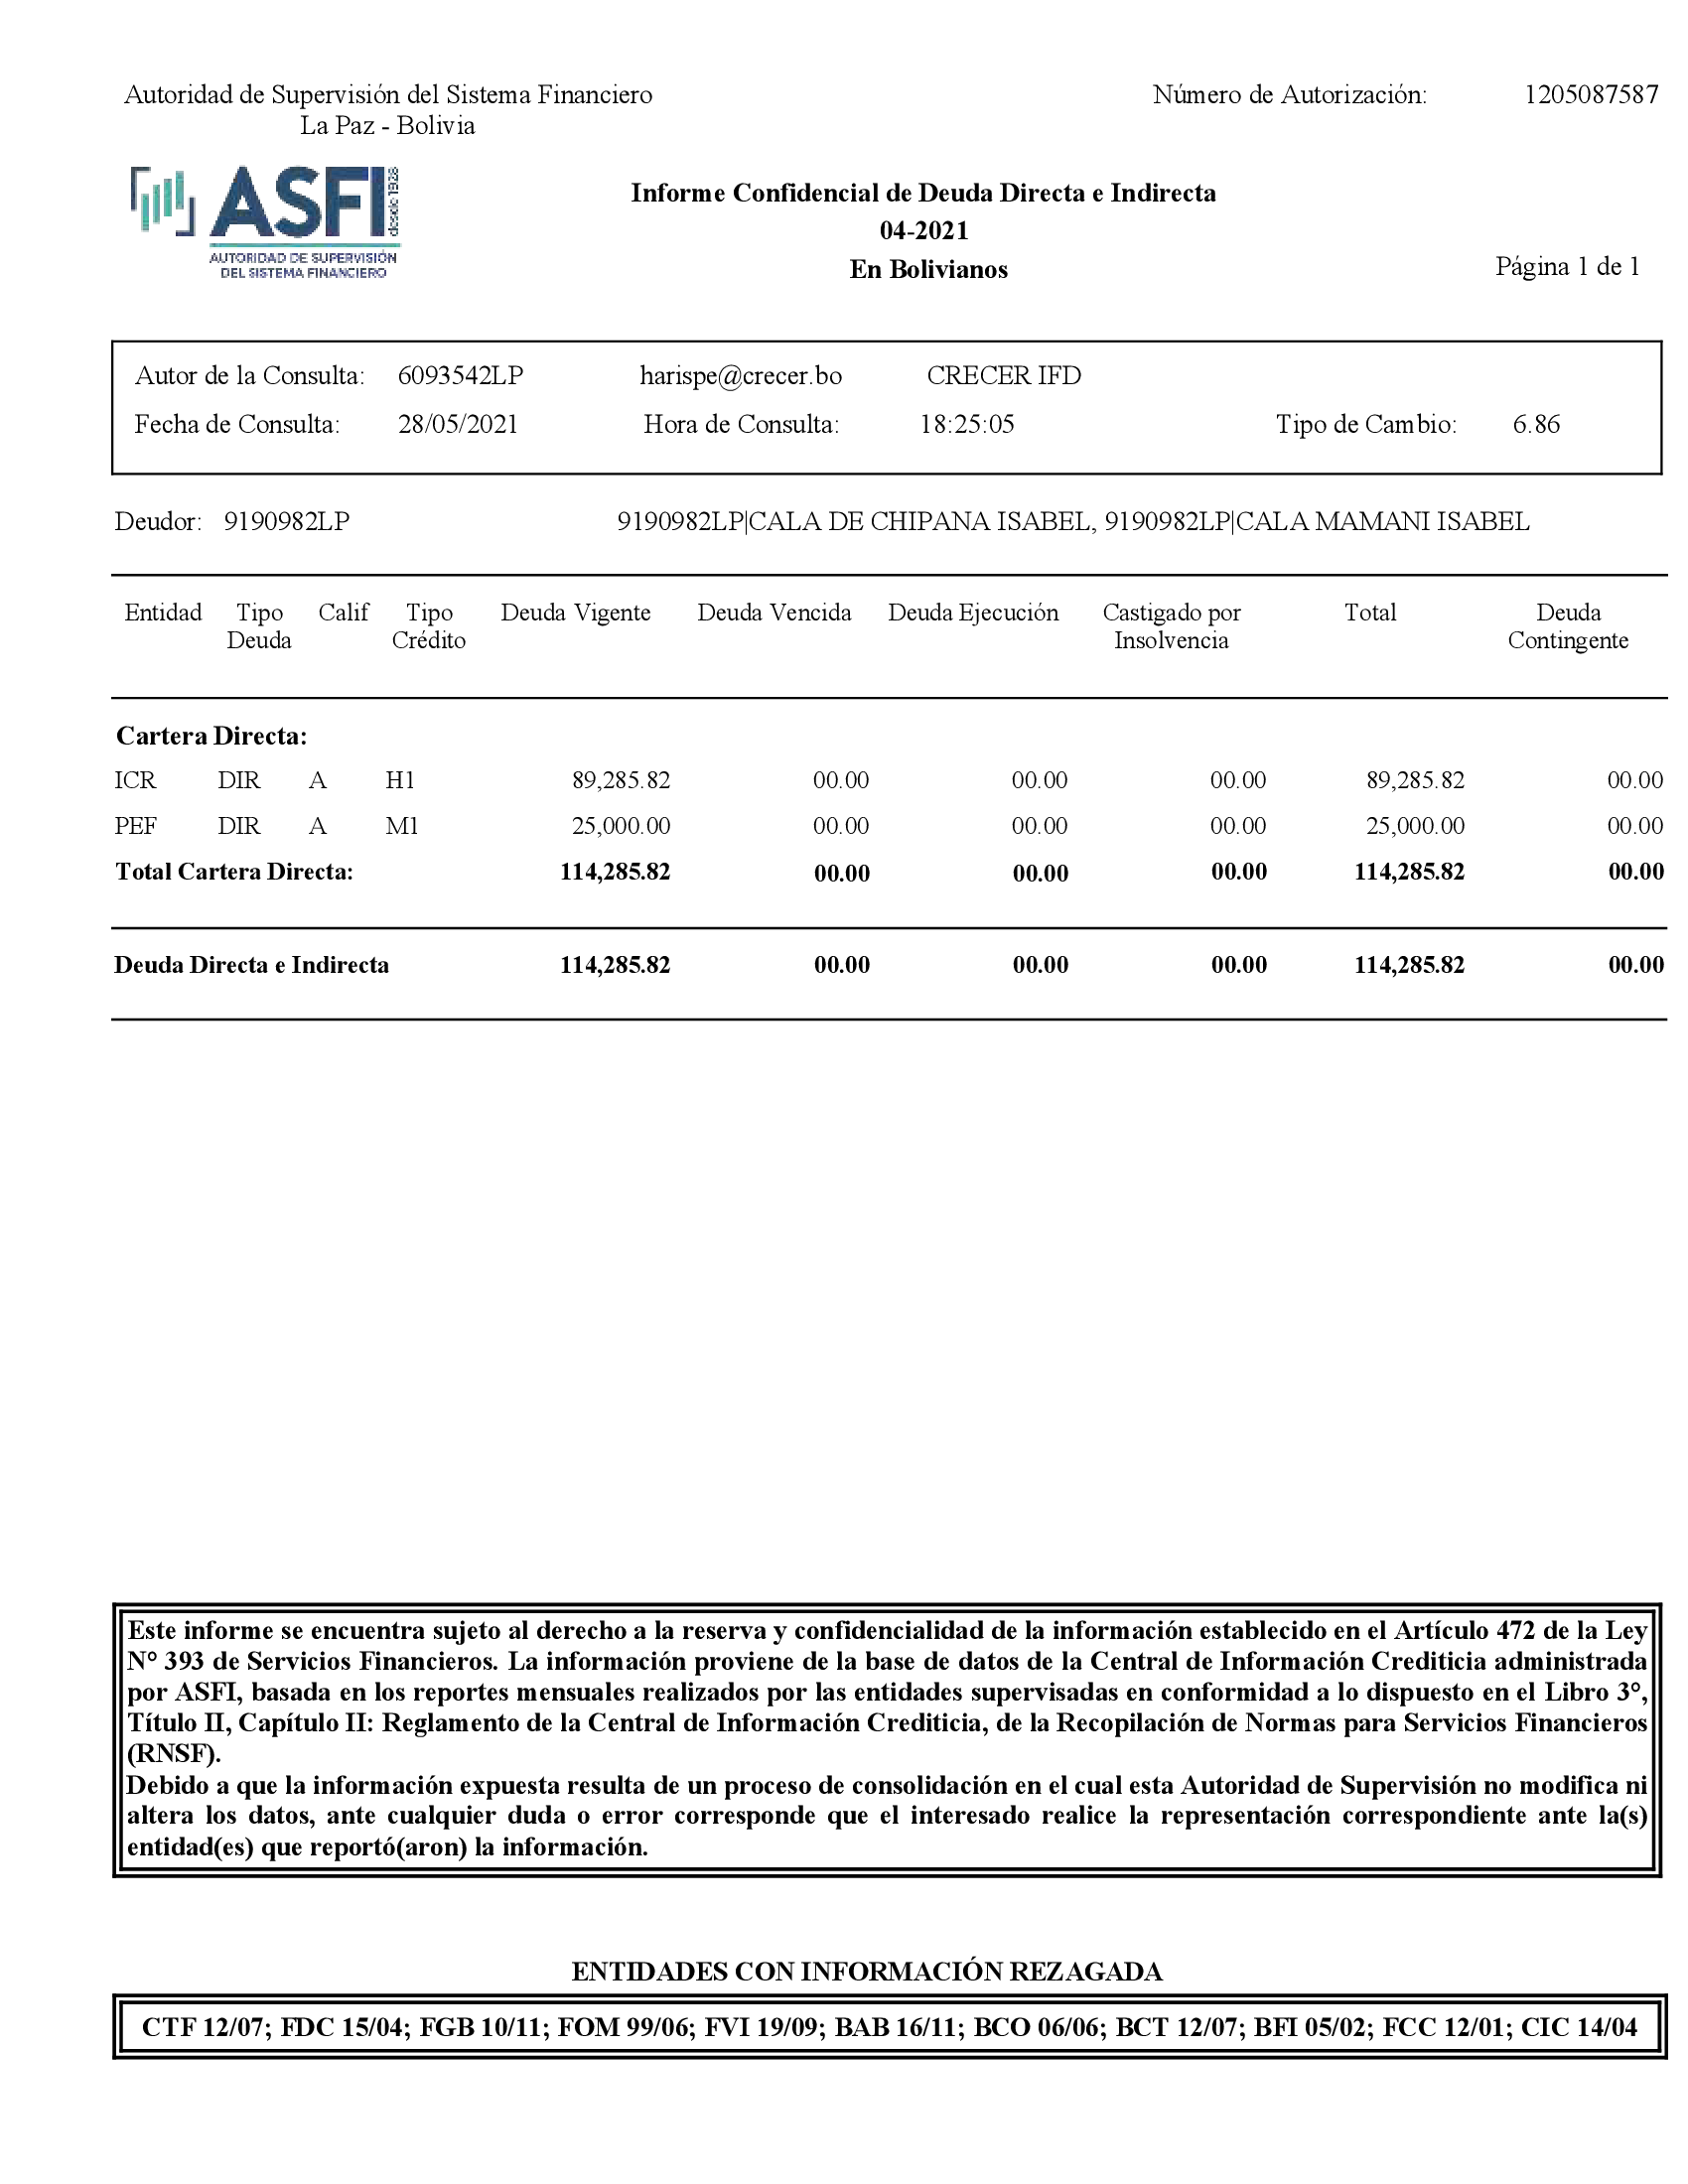 Autoridad de Supervisión del Sistema Financiero
La Paz - Bolivia
Número de Autorización: 1205087587
ASFI desde 1928
AUTORIDAD DE SUPERVISIÓN
DEL SISTEMA FINANCIERO
Informe Confidencial de Deuda Directa e Indirecta
04-2021
En Bolivianos
Página 1 de 1
Autor de la Consulta: 6093542LP harispe@crecer.bo CRECER IFD
Fecha de Consulta: 28/05/2021 Hora de Consulta: 18:25:05 Tipo de Cambio: 6.86
Deudor: 9190982LP 9190982LP|CALA DE CHIPANA ISABEL, 9190982LP|CALA MAMANI ISABEL
Entidad Tipo Calif Tipo Deuda Vigente Deuda Vencida Deuda Ejecución Castigado por Total Deuda
Deuda Crédito Insolvencia Contingente
Cartera Directa:
ICR DIR A H1 89,285.82 00.00 00.00 00.00 89,285.82 00.00
PEF DIR A M1 25,000.00 00.00 00.00 00.00 25,000.00 00.00
Total Cartera Directa: 114,285.82 00.00 00.00 00.00 114,285.82 00.00
Deuda Directa e Indirecta 114,285.82 00.00 00.00 00.00 114,285.82 00.00
Este informe se encuentra sujeto al derecho a la reserva y confidencialidad de la información establecido en el Artículo 472 de la Ley
N° 393 de Servicios Financieros. La información proviene de la base de datos de la Central de Información Crediticia administrada
por ASFI, basada en los reportes mensuales realizados por las entidades supervisadas en conformidad a lo dispuesto en el Libro 3°,
Título II, Capítulo II: Reglamento de la Central de Información Crediticia, de la Recopilación de Normas para Servicios Financieros
(RNSF).
Debido a que la información expuesta resulta de un proceso de consolidación en el cual esta Autoridad de Supervisión no modifica ni
altera los datos, ante cualquier duda o error corresponde que el interesado realice la representación correspondiente ante la(s)
entidad(es) que reportó(aron) la información.
ENTIDADES CON INFORMACIÓN REZAGADA
CTF 12/07; FDC 15/04; FGB 10/11; FOM 99/06; FVI 19/09; BAB 16/11; BCO 06/06; BCT 12/07; BFI 05/02; FCC 12/01; CIC 14/04